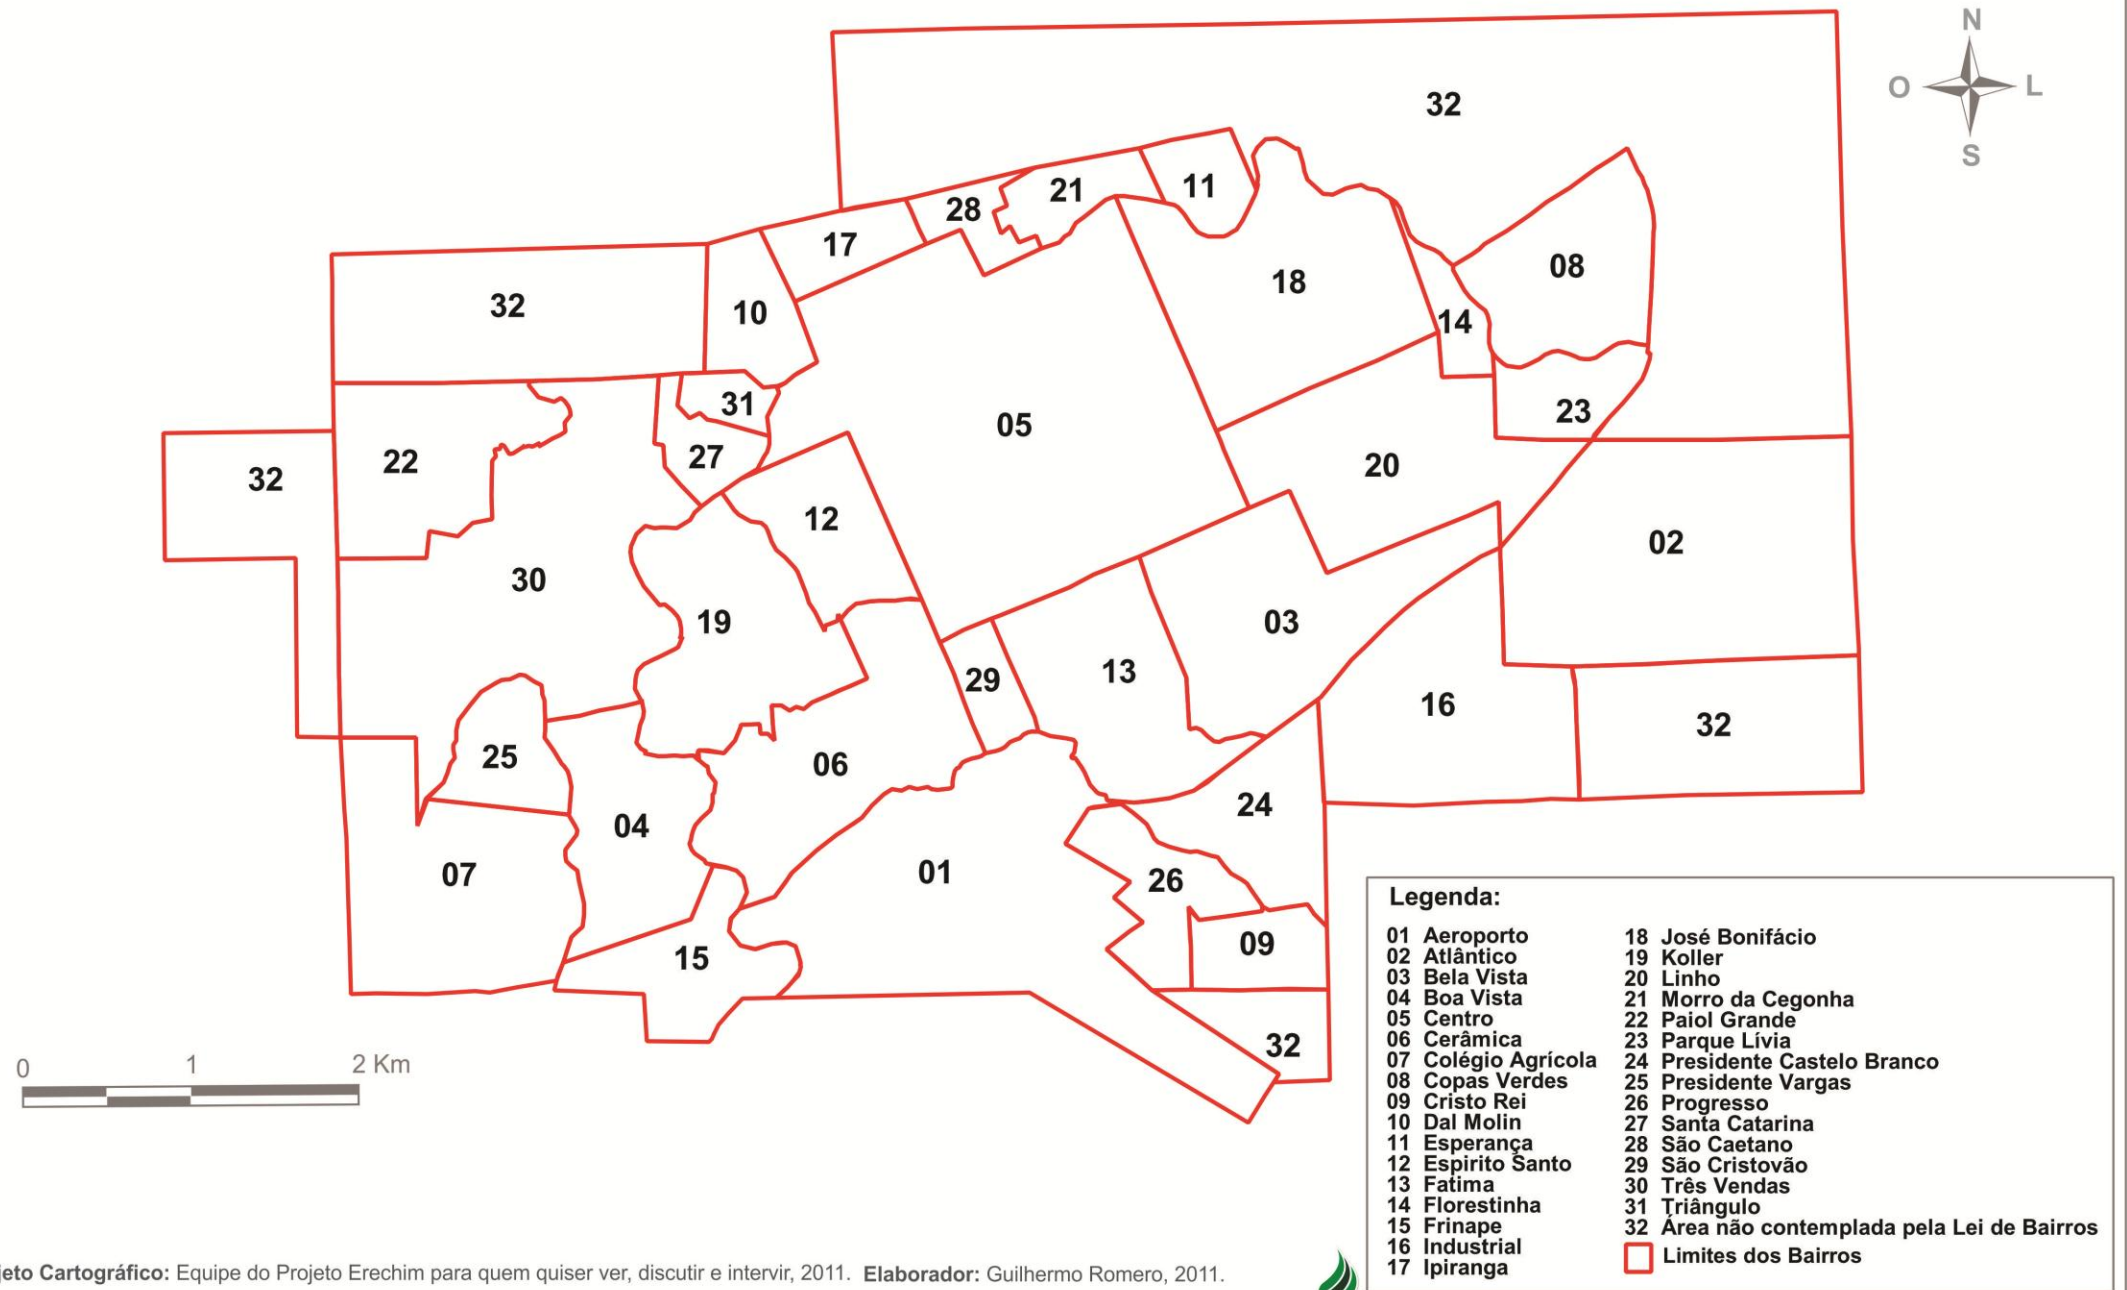 N
O L
S
32
11
21
28
17
08
18
32
10
14
31
23
05
27
22
20
32
12
02
30
19
03
13
29
16
32
25
06
24
04
01
07
26
09
15
32
0 1 2 Km
Legenda:
01 Aeroporto
02 Atlântico
03 Bela Vista
04 Boa Vista
05 Centro
06 Cerâmica
07 Colégio Agrícola
08 Copas Verdes
09 Cristo Rei
10 Dal Molin
11 Esperança
12 Espirito Santo
13 Fatima
14 Florestinha
15 Frinape
16 Industrial
17 Ipiranga
18 José Bonifácio
19 Koller
20 Linho
21 Morro da Cegonha
22 Paiol Grande
23 Parque Lívia
24 Presidente Castelo Branco
25 Presidente Vargas
26 Progresso
27 Santa Catarina
28 São Caetano
29 São Cristovão
30 Três Vendas
31 Triângulo
32 Área não contemplada pela Lei de Bairros
Limites dos Bairros
jeto Cartográfico: Equipe do Projeto Erechim para quem quiser ver, discutir e intervir, 2011. Elaborador: Guilhermo Romero, 2011.